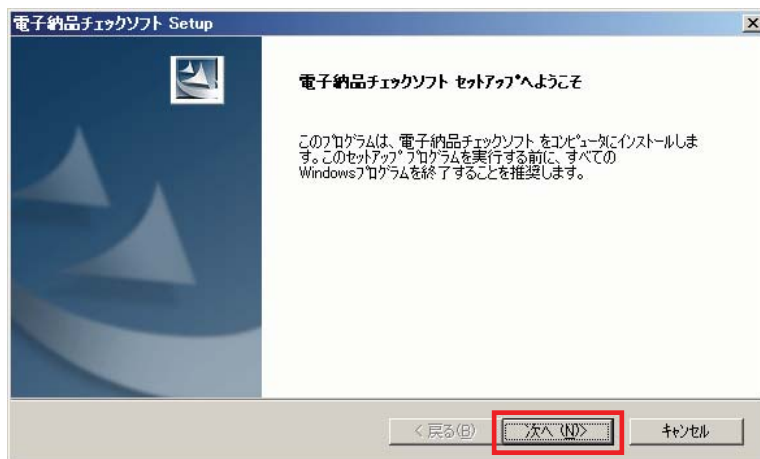 電子納品チェックソフト Setup
電子納品チェックソフト セットアップへようこそ
このプログラムは、電子納品チェックソフト をコンピュータにインストールしま
す。このセットアップ プログラムを実行する前に、すべての
Windowsプログラムを終了することを推奨します。
< 戻る(B)
次へ (N)>
キャンセル